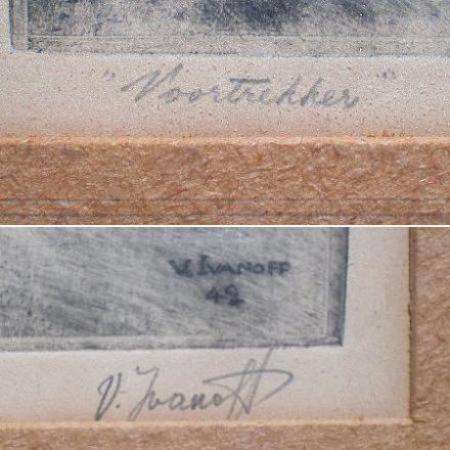 "Voortrekker"
V. IVANOFF
42
V. Ivanoff